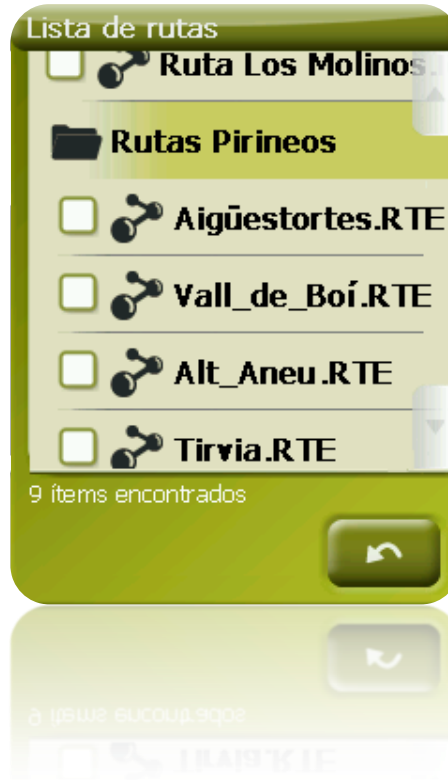 Lista de rutas
Ruta Los Molinos.
Rutas Pirineos
Aigüestortes.RTE
Vall_de_Boí.RTE
Alt_Aneu.RTE
Tirvia.RTE
9 ítems encontrados